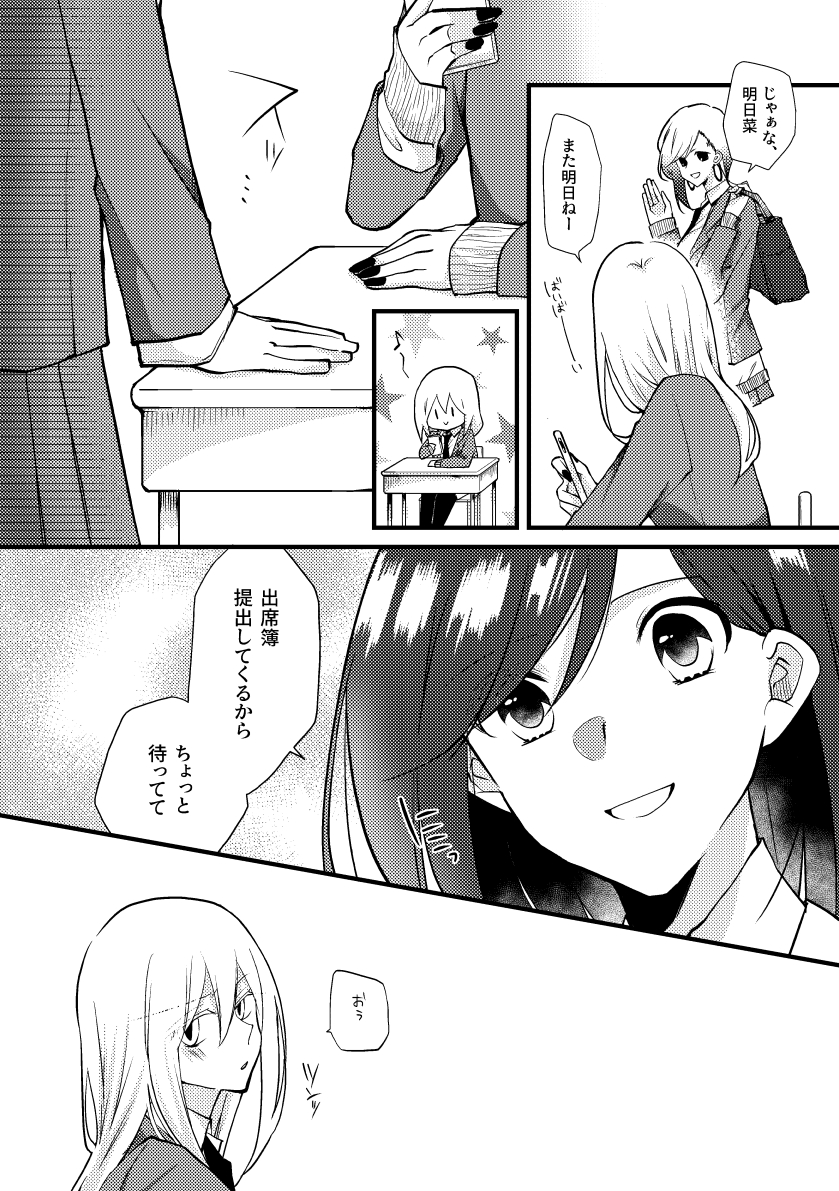 じゃぁな、
明日菜
また明日ねー
ばいばーい
出席簿
提出してくるから
ちょっと
待ってて
おぅ